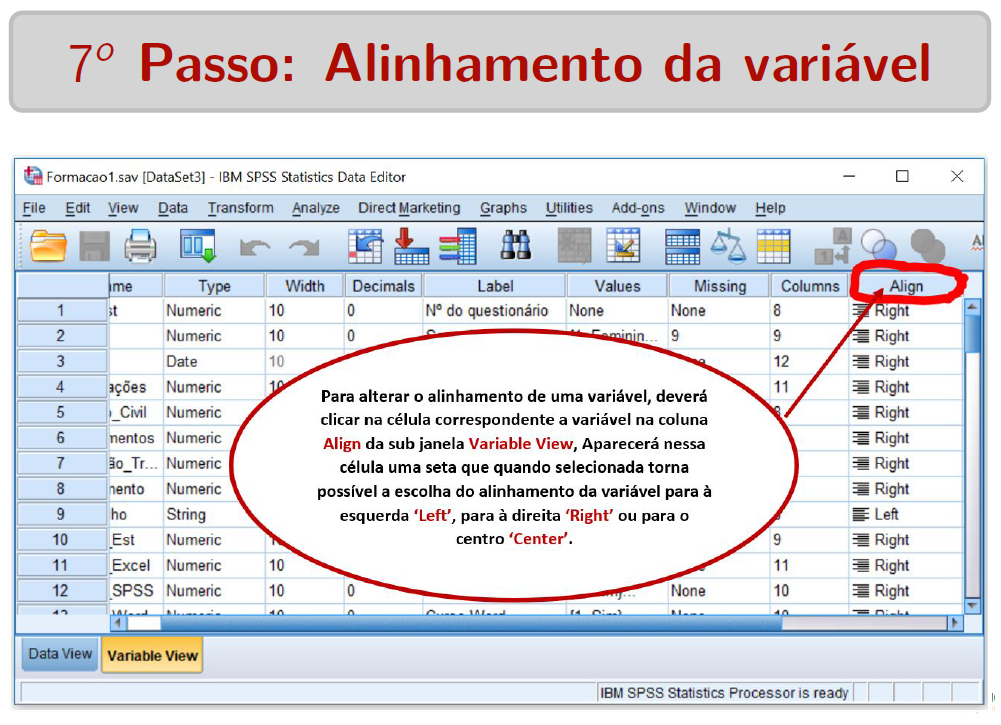 7º Passo: Alinhamento da variável
Formacao1.sav [DataSet3] - IBM SPSS Statistics Data Editor
File Edit View Data Transform Analyze Direct Marketing Graphs Utilities Add-ons Window Help
Type Width Decimals Label Values Missing Columns Align
1 Numeric 10 0 Nº do questionário None None 8 Right
2 Numeric 10 0 9 9 Right
3 Date 10 12 Right
4 ações Numeric 10 11 Right
5 _Civil Numeric 8 Right
6 mentos Numeric Right
7 ão_Tr... Numeric Right
8 mento Numeric Right
9 ho String Left
10 _Est Numeric 9 Right
11 _Excel Numeric 10 None 11 Right
12 _SPSS Numeric 10 0 None 10 Right
Para alterar o alinhamento de uma variável, deverá
clicar na célula correspondente a variável na coluna
Align da sub janela Variable View, Aparecerá nessa
célula uma seta que quando selecionada torna
possível a escolha do alinhamento da variável para à
esquerda ‘Left’, para à direita ‘Right’ ou para o
centro ‘Center’.
Data View Variable View
IBM SPSS Statistics Processor is ready